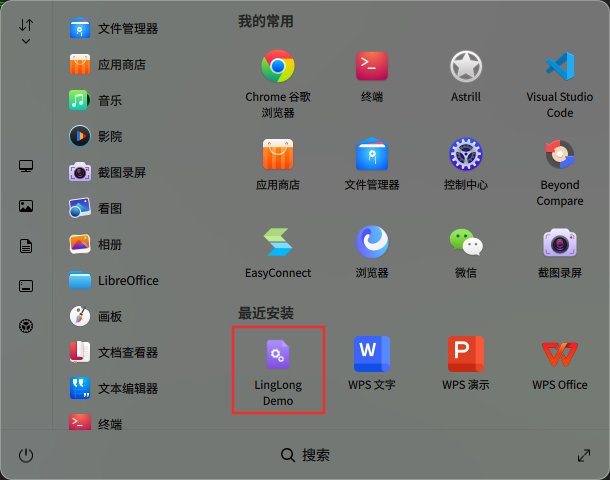 文件管理器
应用商店
音乐
影院
截图录屏
看图
相册
LibreOffice
画板
文档查看器
文本编辑器
终端
我的常用
Chrome 谷歌
浏览器
终端
Astrill
Visual Studio
Code
应用商店
文件管理器
控制中心
Beyond
Compare
EasyConnect
浏览器
微信
截图录屏
最近安装
LingLong
Demo
WPS 文字
WPS 演示
WPS Office
搜索